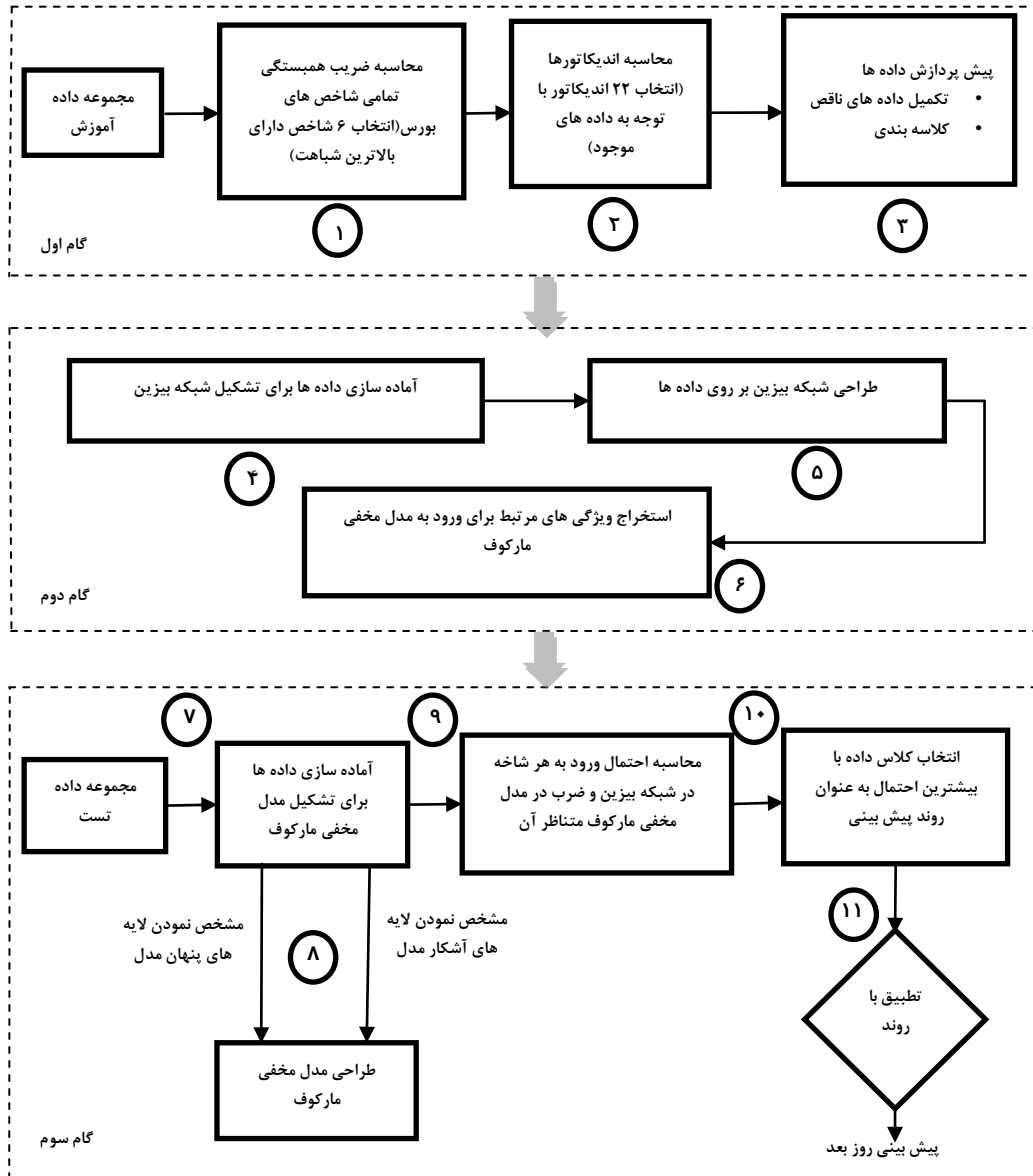 مجموعه داده
آموزش
محاسبه ضریب همبستگی
تمامی شاخص های
بورس(انتخاب ۶ شاخص دارای
بالاترین شباهت)
محاسبه اندیکاتورها
(انتخاب ۲۲ اندیکاتور با
توجه به داده های
موجود)
پیش پردازش داده ها
• تکمیل داده های ناقص
• کلاسه بندی
۱
۲
۳
گام اول
آماده سازی داده ها برای تشکیل شبکه بیزین
طراحی شبکه بیزین بر روی داده ها
۴
۵
استخراج ویژگی های مرتبط برای ورود به مدل مخفی
مارکوف
۶
گام دوم
۷
۹
۱۰
مجموعه داده
تست
آماده سازی داده ها
برای تشکیل مدل
مخفی مارکوف
محاسبه احتمال ورود به هر شاخه
در شبکه بیزین و ضرب در مدل
مخفی مارکوف متناظر آن
انتخاب کلاس داده با
بیشترین احتمال به عنوان
روند پیش بینی
مشخص نمودن لایه
های پنهان مدل
۸
مشخص نمودن لایه
های آشکار مدل
۱۱
تطبیق با
روند
طراحی مدل مخفی
مارکوف
گام سوم
پیش بینی روز بعد